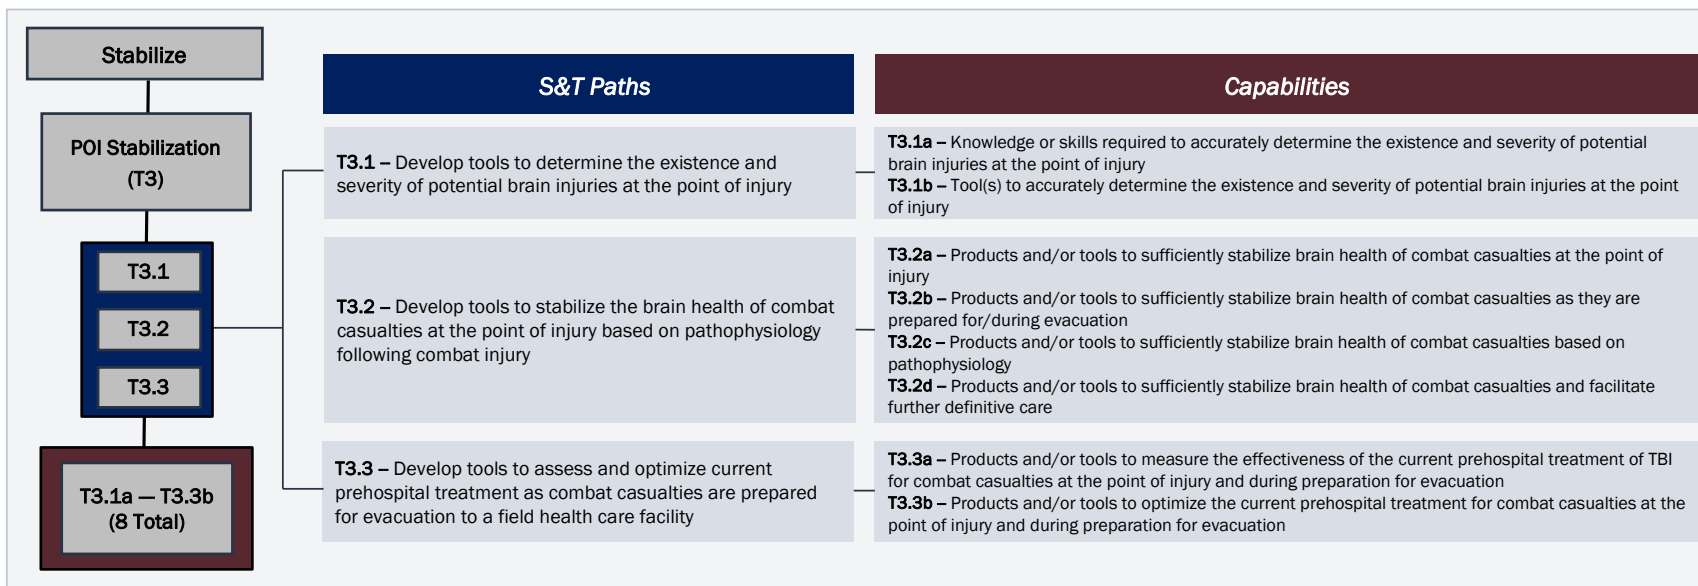 Stabilize
POI Stabilization
(T3)
T3.1
T3.2
T3.3
T3.1a — T3.3b
(8 Total)
S&T Paths
T3.1 – Develop tools to determine the existence and
severity of potential brain injuries at the point of injury
T3.2 – Develop tools to stabilize the brain health of combat
casualties at the point of injury based on pathophysiology
following combat injury
T3.3 – Develop tools to assess and optimize current
prehospital treatment as combat casualties are prepared
for evacuation to a field health care facility
Capabilities
T3.1a – Knowledge or skills required to accurately determine the existence and severity of potential
brain injuries at the point of injury
T3.1b – Tool(s) to accurately determine the existence and severity of potential brain injuries at the point
of injury
T3.2a – Products and/or tools to sufficiently stabilize brain health of combat casualties at the point of
injury
T3.2b – Products and/or tools to sufficiently stabilize brain health of combat casualties as they are
prepared for/during evacuation
T3.2c – Products and/or tools to sufficiently stabilize brain health of combat casualties based on
pathophysiology
T3.2d – Products and/or tools to sufficiently stabilize brain health of combat casualties and facilitate
further definitive care
T3.3a – Products and/or tools to measure the effectiveness of the current prehospital treatment of TBI
for combat casualties at the point of injury and during preparation for evacuation
T3.3b – Products and/or tools to optimize the current prehospital treatment for combat casualties at the
point of injury and during preparation for evacuation